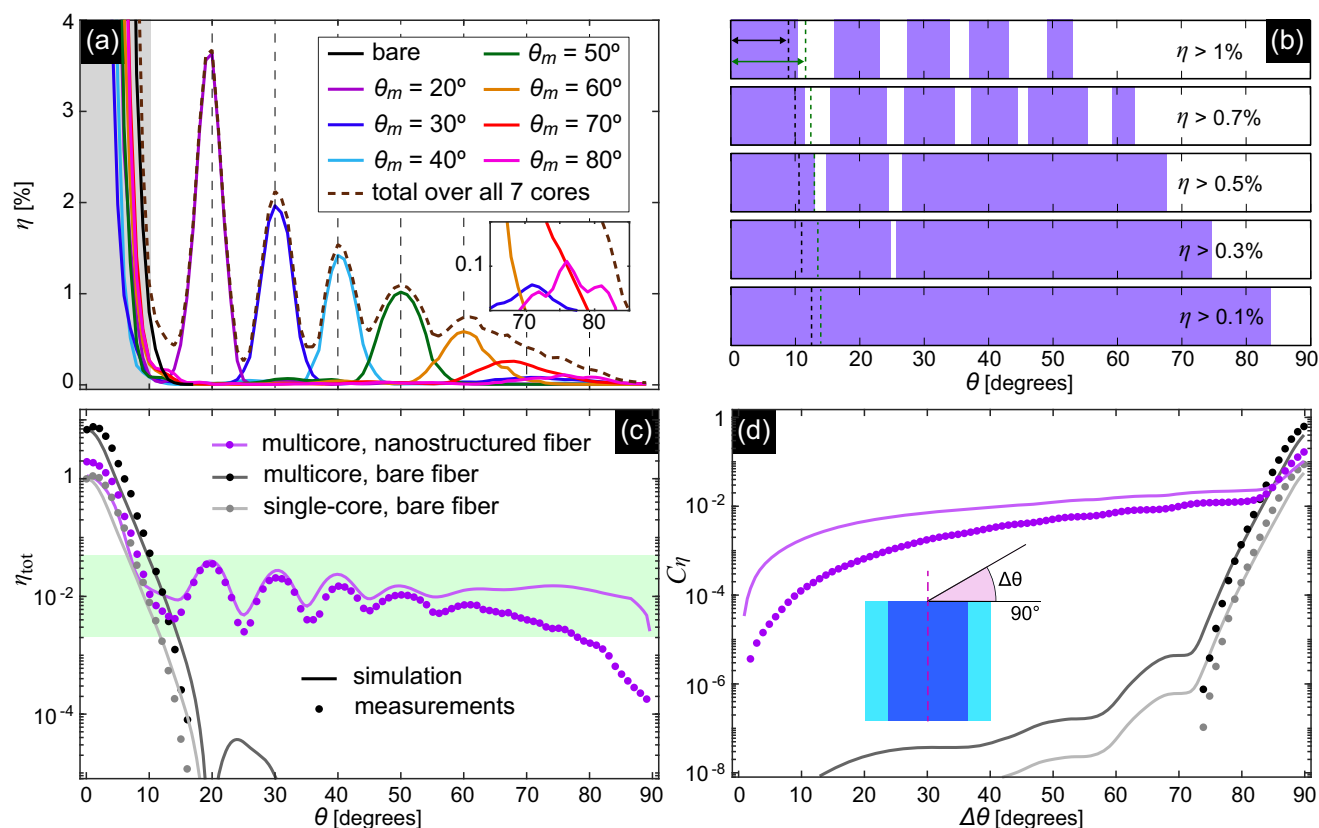 (a)
4
3
2
1
0
η [%]
bare
θm = 20º
θm = 30º
θm = 40º
θm = 50º
θm = 60º
θm = 70º
θm = 80º
total over all 7 cores
0.1
70 80
(b)
η > 1%
η > 0.7%
η > 0.5%
η > 0.3%
η > 0.1%
0 10 20 30 40 50 60 70 80 90
θ [degrees]
(c)
multicore, nanostructured fiber
multicore, bare fiber
single-core, bare fiber
1
10⁻²
10⁻⁴
ηtot
simulation
measurements
0 10 20 30 40 50 60 70 80 90
θ [degrees]
(d)
1
10⁻²
10⁻⁴
10⁻⁶
10⁻⁸
Cη
Δθ
90°
0 10 20 30 40 50 60 70 80 90
Δθ [degrees]